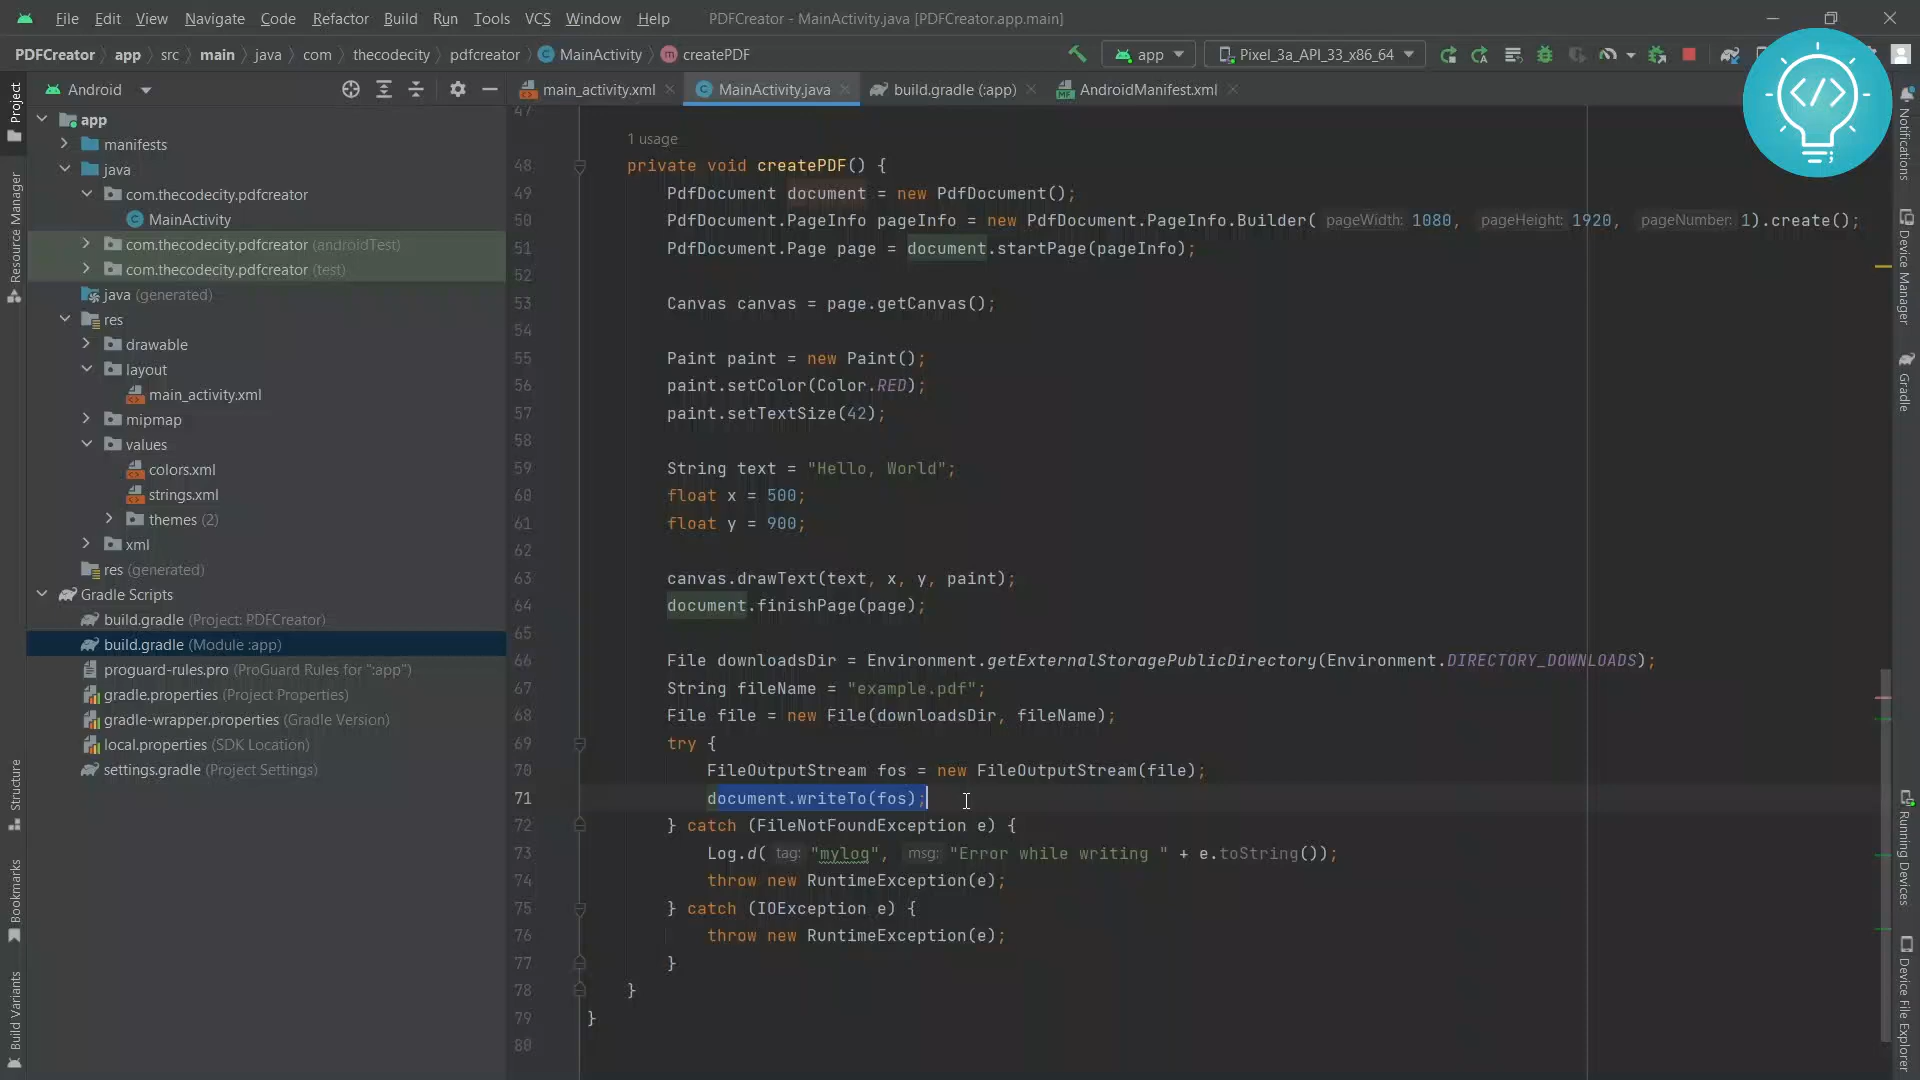 File Edit View Navigate Code Refactor Build Run Tools VCS Window Help PDFCreator - MainActivity.java [PDFCreator.app.main]
PDFCreator app src main java com thecodecity pdfcreator MainActivity createPDF app Pixel_3a_API_33_x86_64
Android
main_activity.xml MainActivity.java build.gradle (:app) AndroidManifest.xml
Project
Resource Manager
Structure
Bookmarks
Build Variants
app
manifests
java
com.thecodecity.pdfcreator
MainActivity
com.thecodecity.pdfcreator (androidTest)
com.thecodecity.pdfcreator (test)
java (generated)
res
drawable
layout
main_activity.xml
mipmap
values
colors.xml
strings.xml
themes (2)
xml
res (generated)
Gradle Scripts
build.gradle (Project: PDFCreator)
build.gradle (Module :app)
proguard-rules.pro (ProGuard Rules for ":app")
gradle.properties (Project Properties)
gradle-wrapper.properties (Gradle Version)
local.properties (SDK Location)
settings.gradle (Project Settings)
47
1 usage
48 private void createPDF() {
49 PdfDocument document = new PdfDocument();
50 PdfDocument.PageInfo pageInfo = new PdfDocument.PageInfo.Builder( pageWidth: 1080, pageHeight: 1920, pageNumber: 1).create();
51 PdfDocument.Page page = document.startPage(pageInfo);
52
53 Canvas canvas = page.getCanvas();
54
55 Paint paint = new Paint();
56 paint.setColor(Color.RED);
57 paint.setTextSize(42);
58
59 String text = "Hello, World";
60 float x = 500;
61 float y = 900;
62
63 canvas.drawText(text, x, y, paint);
64 document.finishPage(page);
65
66 File downloadsDir = Environment.getExternalStoragePublicDirectory(Environment.DIRECTORY_DOWNLOADS);
67 String fileName = "example.pdf";
68 File file = new File(downloadsDir, fileName);
69 try {
70 FileOutputStream fos = new FileOutputStream(file);
71 document.writeTo(fos);
72 } catch (FileNotFoundException e) {
73 Log.d( tag: "mylog", msg: "Error while writing " + e.toString());
74 throw new RuntimeException(e);
75 } catch (IOException e) {
76 throw new RuntimeException(e);
77 }
78 }
79 }
80
</>
Notifications
Device Manager
Gradle
Running Devices
Device File Explorer